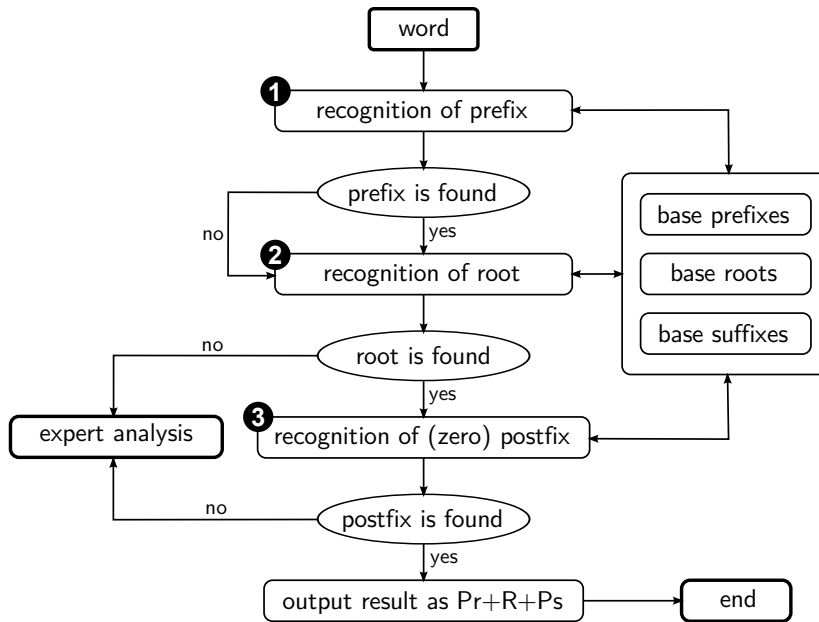 word
1
recognition of prefix
prefix is found
no
yes
base prefixes
2
recognition of root
base roots
base suffixes
no
root is found
yes
3
expert analysis
recognition of (zero) postfix
no
postfix is found
yes
output result as Pr+R+Ps
end